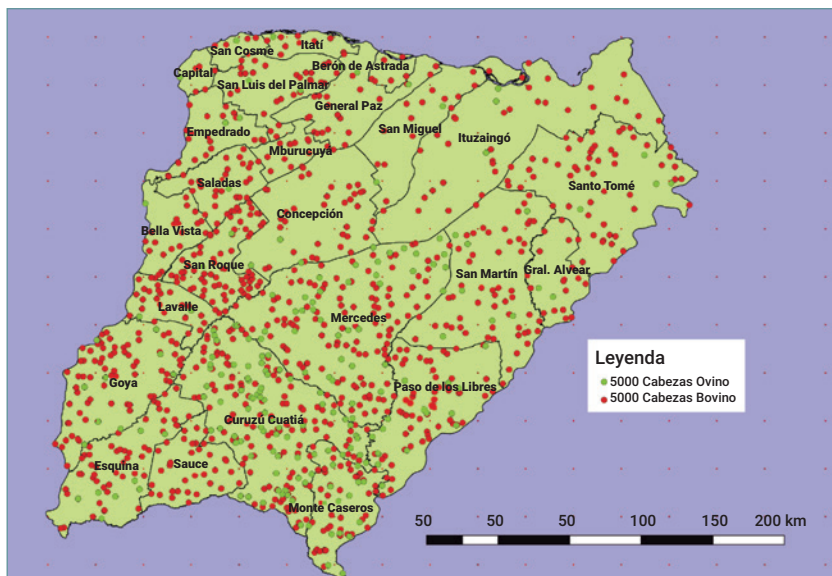 San Cosme
Itatí
Capital
Berón de Astrada
San Luis del Palmar
General Paz
San Miguel
Ituzaingó
Empedrado
Mburucuya
Saladas
Santo Tomé
Concepción
Bella Vista
San Roque
San Martín
Gral. Alvear
Lavalle
Mercedes
Goya
Paso de los Libres
Curuzú Cuatiá
Esquina
Sauce
Monte Caseros
Leyenda
5000 Cabezas Ovino
5000 Cabezas Bovino
50 50 50 100 150 200 km